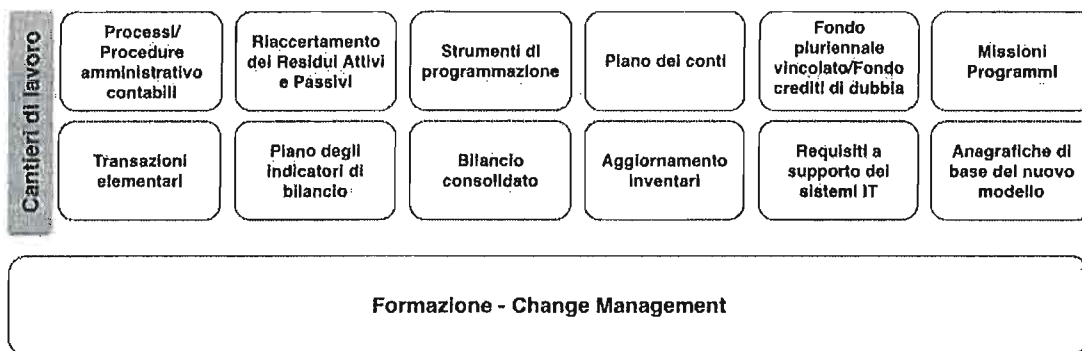 Cantieri di lavoro
Processi/
Procedure
amministrativo
contabili
Riaccertamento
dei Residui Attivi
e Passivi
Strumenti di
programmazione
Piano dei conti
Fondo
pluriennale
vincolato/Fondo
crediti di dubbia
Missioni
Programmi
Transazioni
elementari
Piano degli
indicatori di
bilancio
Bilancio
consolidato
Aggiornamento
inventari
Requisiti a
supporto dei
sistemi IT
Anagrafiche di
base del nuovo
modello
Formazione - Change Management